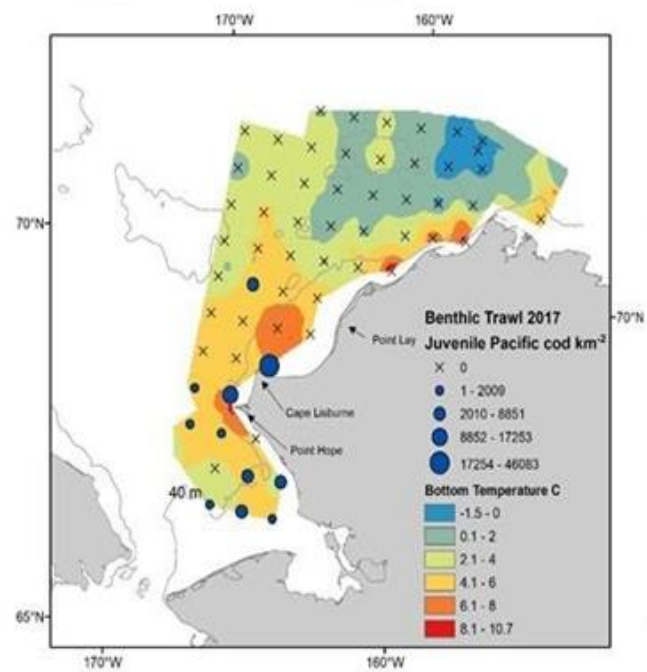 170°W 160°W
70°N
70°N
Benthic Trawl 2017
Juvenile Pacific cod km⁻²
0
1 - 2009
2010 - 8851
8852 - 17253
17254 - 46083
Point Lay
Cape Lisburne
Point Hope
40 m
Bottom Temperature C
-1.5 - 0
0.1 - 2
2.1 - 4
4.1 - 6
6.1 - 8
8.1 - 10.7
65°N
170°W 160°W